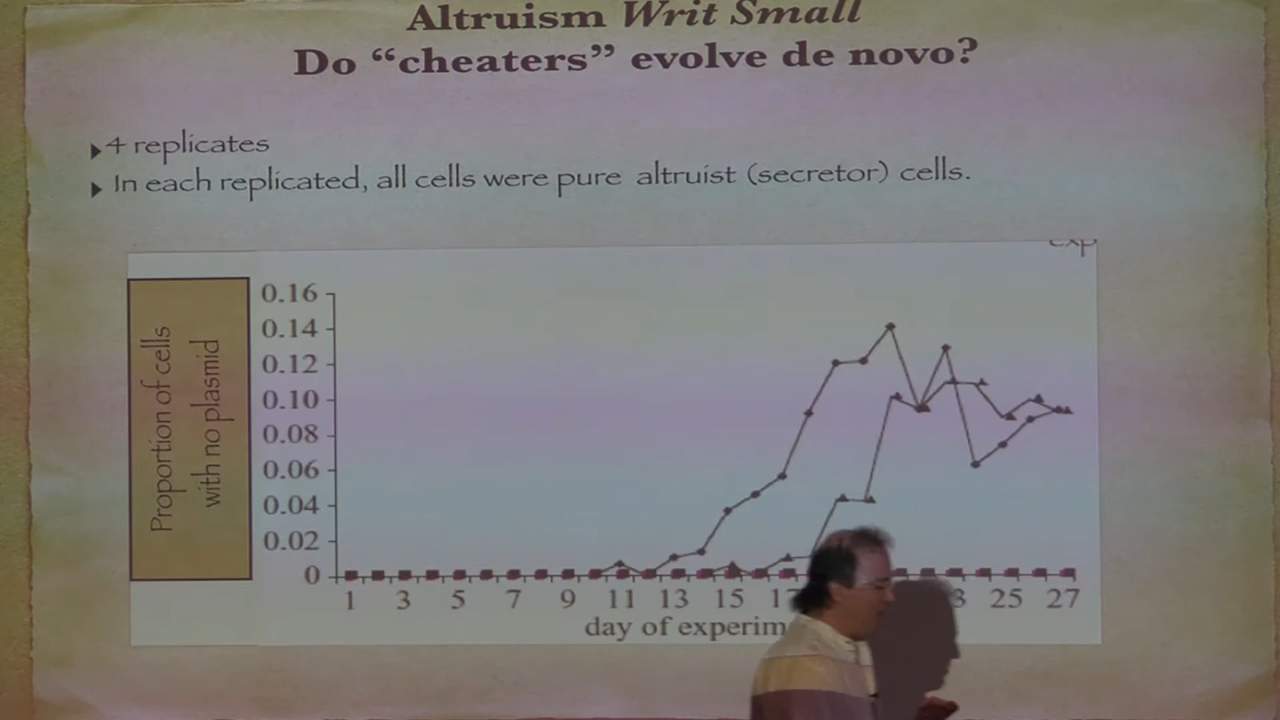 Altruism Writ Small
Do “cheaters” evolve de novo?
▸4 replicates
▸ In each replicated, all cells were pure altruist (secretor) cells.
exp
Proportion of cells
with no plasmid
0.16
0.14
0.12
0.10
0.08
0.06
0.04
0.02
0
1 3 5 7 9 11 13 15 25 27
day of